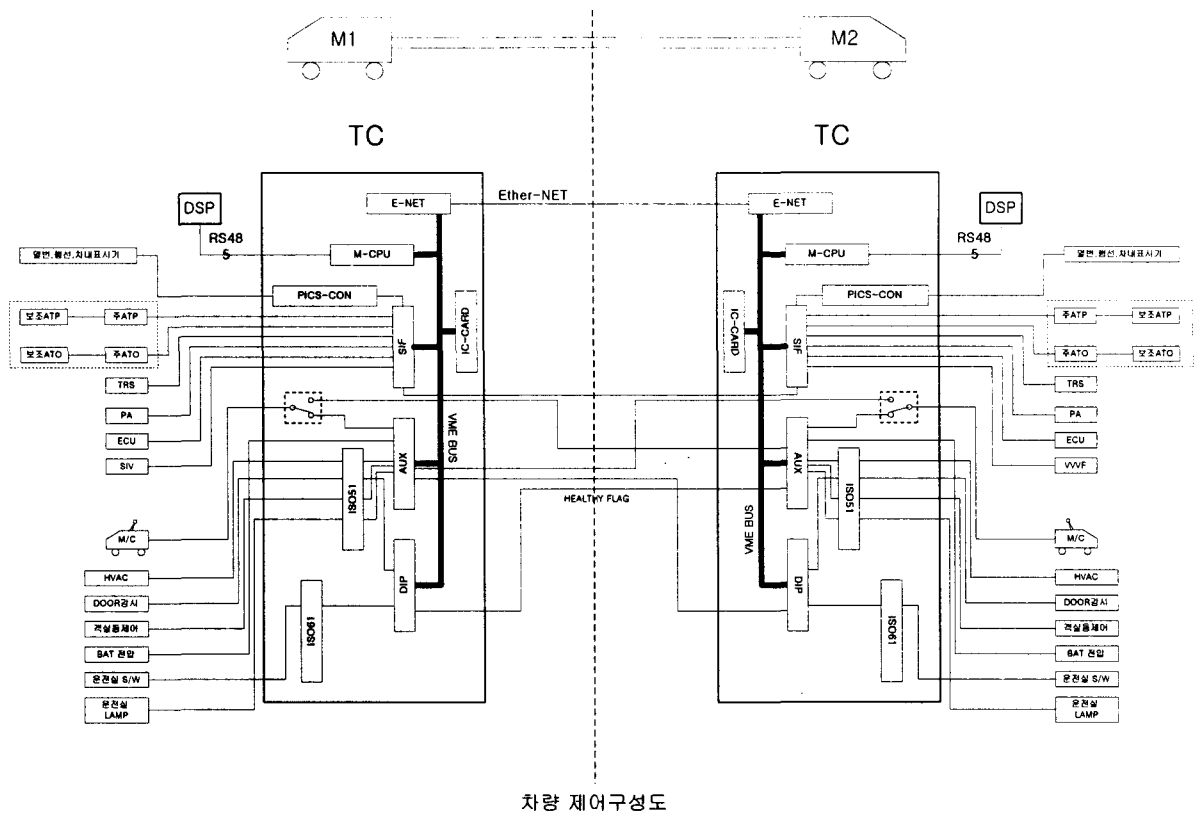 M1
M2
TC
TC
DSP
E-NET
Ether-NET
E-NET
DSP
RS48
5
M-CPU
M-CPU
RS48
5
열번,행선,차내표시기
PICS-CON
PICS-CON
열번,행선,차내표시기
보조ATP
주ATP
SIF
IC-CARD
IC-CARD
SIF
주ATP
보조ATP
보조ATO
주ATO
주ATO
보조ATO
TRS
TRS
PA
PA
ECU
ECU
SIV
VVVF
ISO51
AUX
VME BUS
HEALTHY FLAG
VME BUS
AUX
ISO51
M/C
M/C
HVAC
HVAC
DOOR감시
DOOR감시
객실등제어
객실등제어
BAT 전압
BAT 전압
운전실 S/W
운전실 S/W
운전실
LAMP
운전실
LAMP
ISO61
DIP
DIP
ISO61
차량 제어구성도